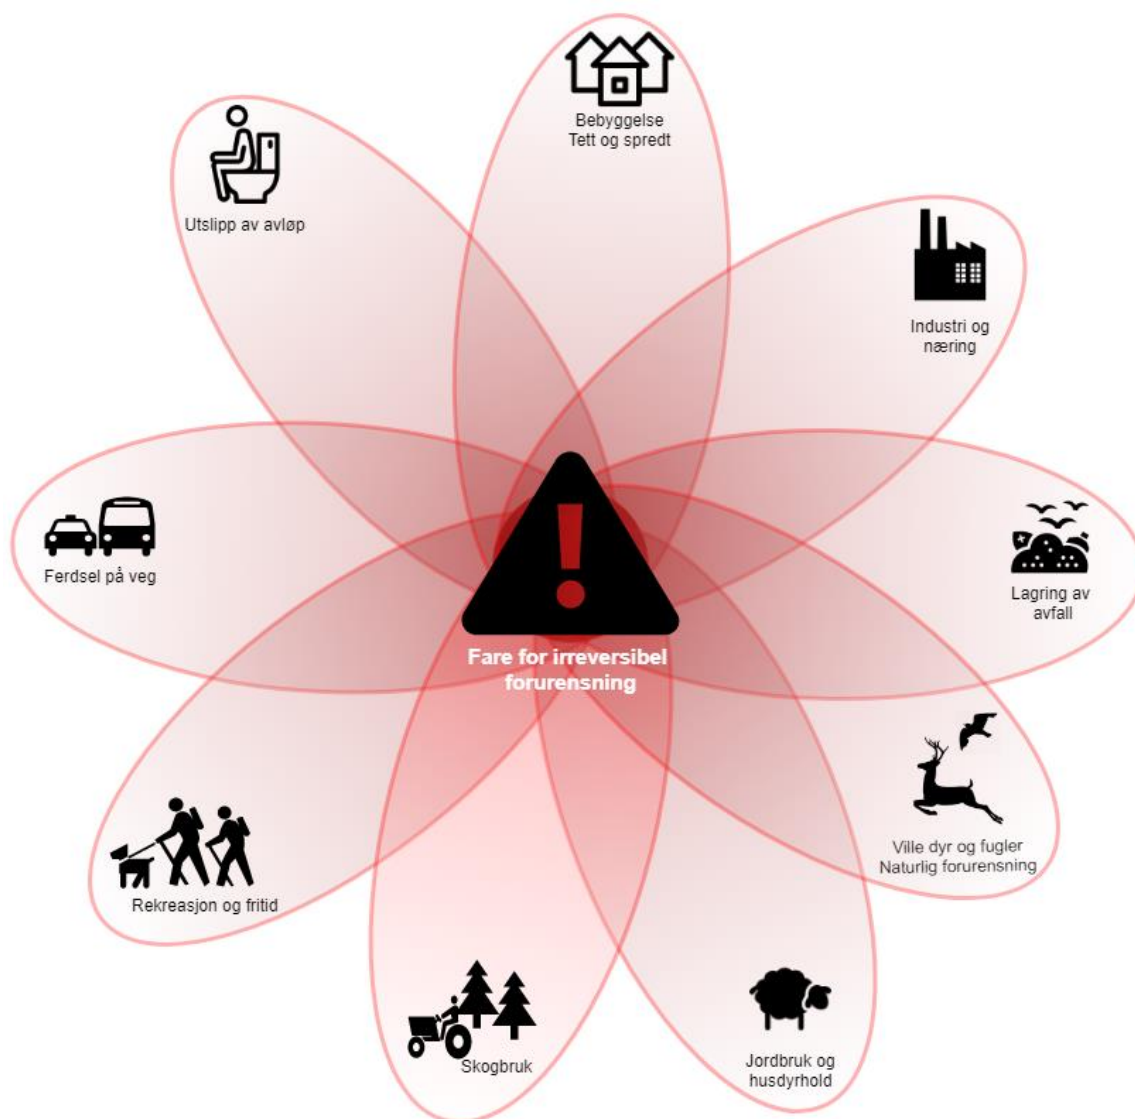 Bebyggelse
Tett og spredt
Utslipp av avløp
Industri og
næring
Ferdsel på veg
Lagring av
avfall
Fare for irreversibel
forurensning
Ville dyr og fugler
Naturlig forurensning
Rekreasjon og fritid
Skogbruk
Jordbruk og
husdyrhold